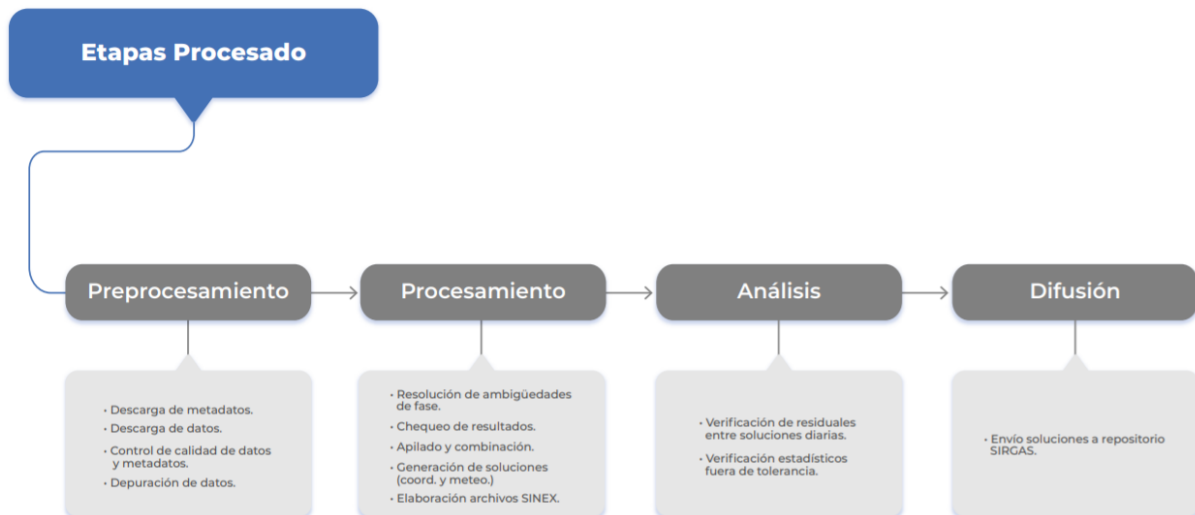 Etapas Procesado
Preprocesamiento
Procesamiento
Análisis
Difusión
• Descarga de metadatos.
• Descarga de datos.
• Control de calidad de datos
y metadatos.
• Depuración de datos.
• Resolución de ambigüedades
de fase.
• Chequeo de resultados.
• Apilado y combinación.
• Generación de soluciones
(coord. y meteo.)
• Elaboración archivos SINEX.
• Verificación de residuales
entre soluciones diarias.
• Verificación estadísticos
fuera de tolerancia.
• Envío soluciones a repositorio
SIRGAS.